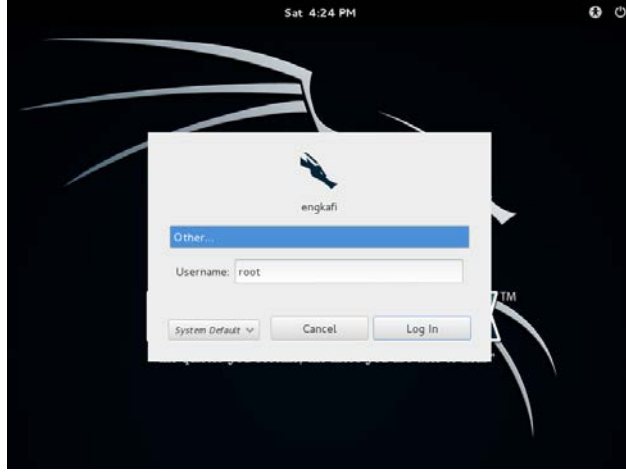 Sat 4:24 PM
engkafi
Other...
Username: root
TM
System Default
Cancel
Log In